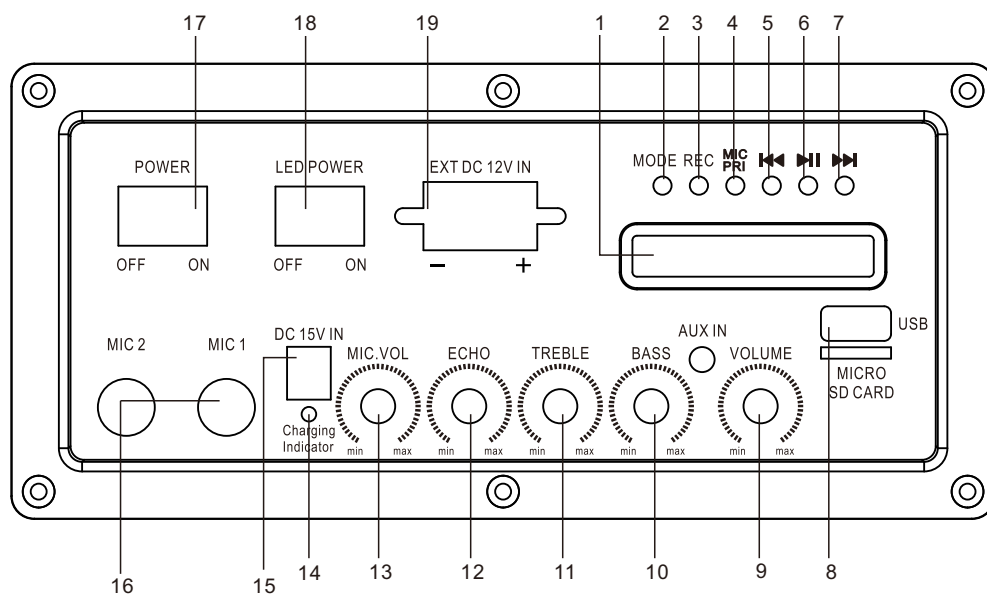 17 18 19 1 2 3 4 5 6 7
POWER LED POWER EXT DC 12V IN MODE REC MIC
PRI
OFF ON OFF ON − +
USB
MICRO
SD CARD
AUX IN
MIC 2 MIC 1 DC 15V IN MIC.VOL ECHO TREBLE BASS VOLUME
Charging
Indicator
min max min max min max min max min max
16 15 14 13 12 11 10 9 8